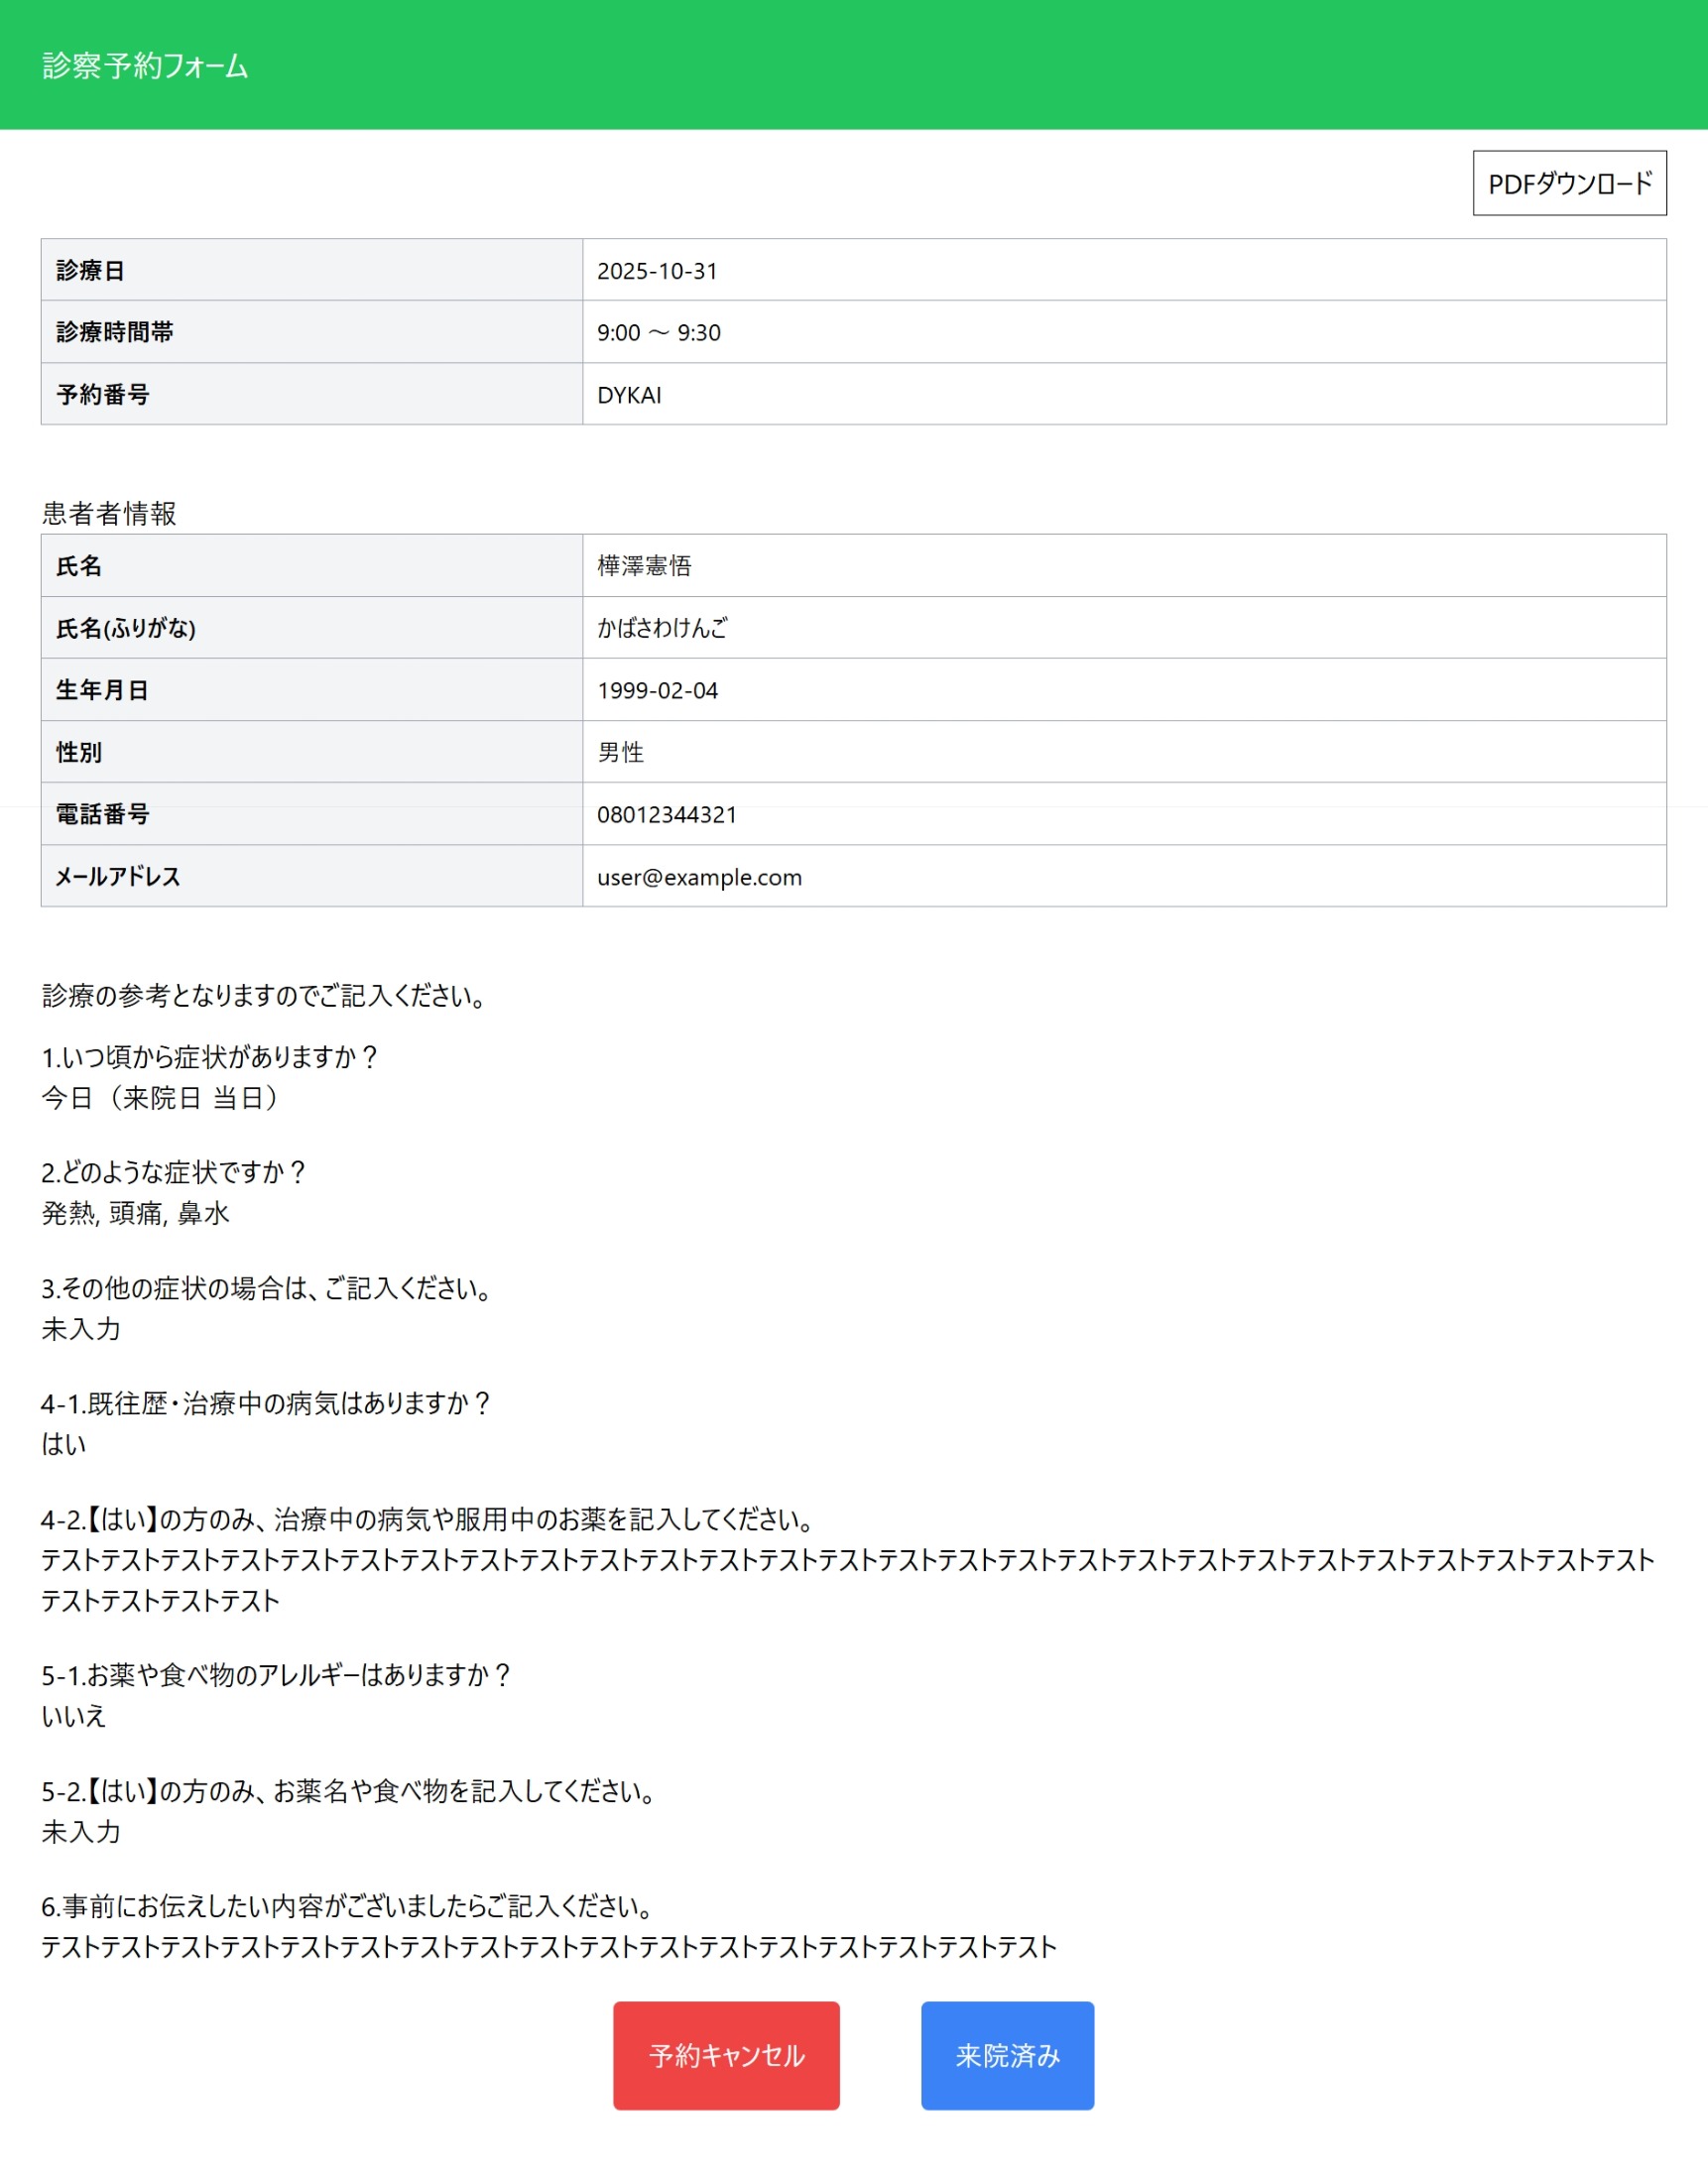 診察予約フォーム
PDFダウンロード
診療日 2025-10-31
診療時間帯 9:00 ～ 9:30
予約番号 DYKAI
患者者情報
氏名 樺澤憲悟
氏名(ふりがな) かばさわけんご
生年月日 1999-02-04
性別 男性
電話番号 08012344321
メールアドレス user@example.com
診療の参考となりますのでご記入ください。
1.いつ頃から症状がありますか？
今日（来院日 当日）
2.どのような症状ですか？
発熱, 頭痛, 鼻水
3.その他の症状の場合は、ご記入ください。
未入力
4-1.既往歴・治療中の病気はありますか？
はい
4-2.【はい】の方のみ、治療中の病気や服用中のお薬を記入してください。
テストテストテストテストテストテストテストテストテストテストテストテストテストテストテストテストテストテストテストテストテストテストテストテストテストテストテスト
テストテストテストテスト
5-1.お薬や食べ物のアレルギーはありますか？
いいえ
5-2.【はい】の方のみ、お薬名や食べ物を記入してください。
未入力
6.事前にお伝えしたい内容がございましたらご記入ください。
テストテストテストテストテストテストテストテストテストテストテストテストテストテストテストテストテスト
予約キャンセル 来院済み